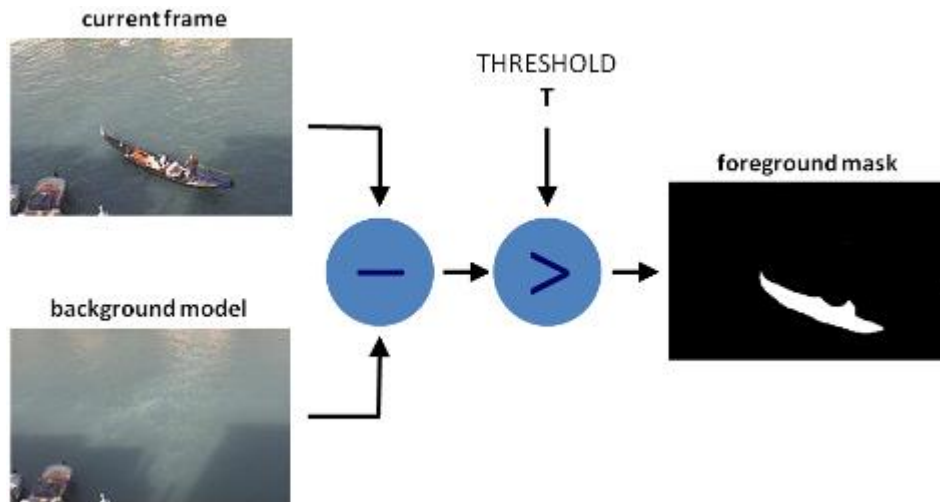 current frame
THRESHOLD
T
foreground mask
−
>
background model